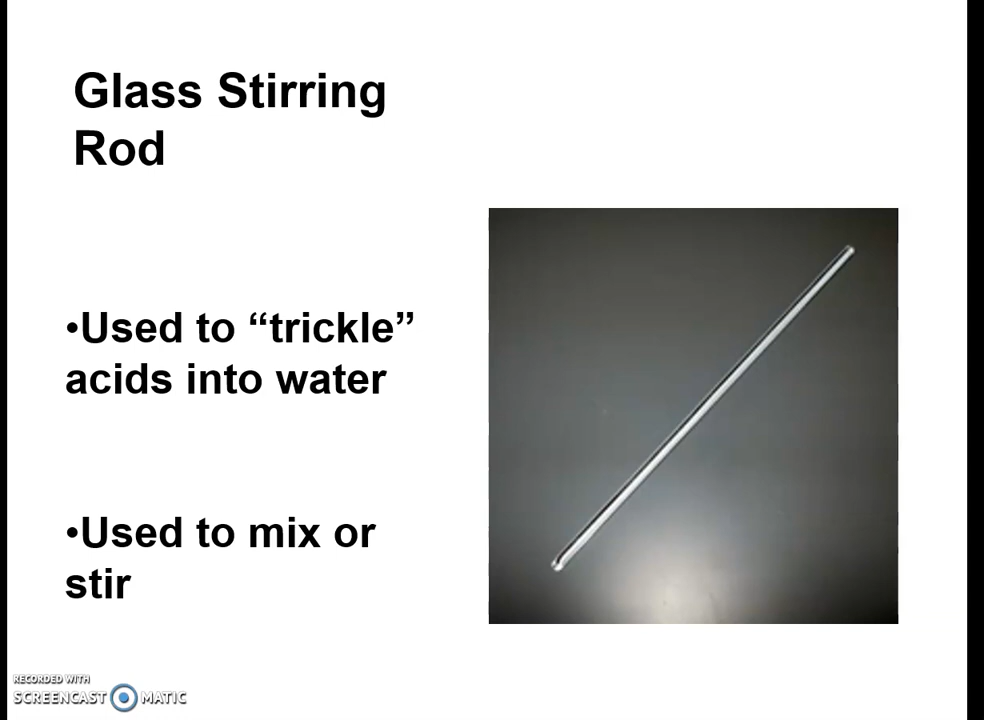 Glass Stirring
Rod
•Used to “trickle”
acids into water
•Used to mix or
stir
RECORDED WITH
SCREENCAST MATIC